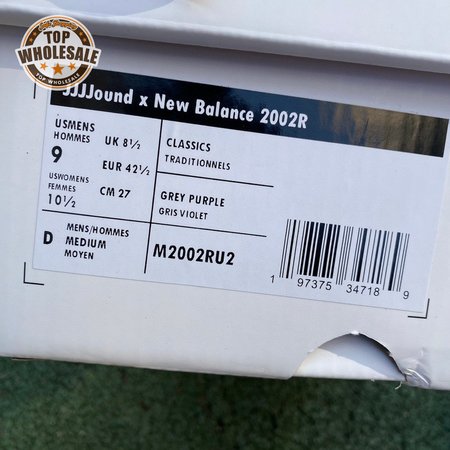 TOP
WHOLESALE
TOP WHOLESALE
JJJJound x New Balance 2002R
USMENS
HOMMES
9
UK 8½
EUR 42½
USWOMENS
FEMMES
10½
CM 27
CLASSICS
TRADITIONNELS
GREY PURPLE
GRIS VIOLET
D
MENS/HOMMES
MEDIUM
MOYEN
M2002RU2
1 97375 34718 9